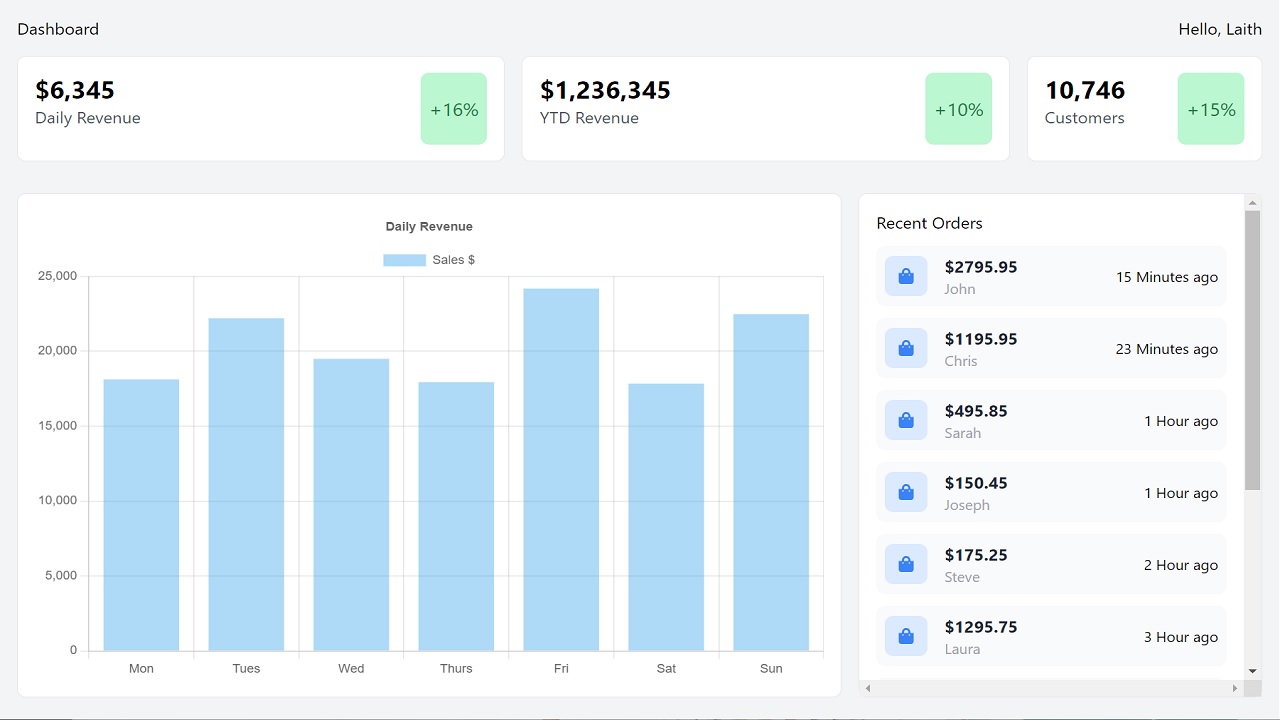 Dashboard
Hello, Laith
$6,345
Daily Revenue
+16%
$1,236,345
YTD Revenue
+10%
10,746
Customers
+15%
Daily Revenue
Sales $
25,000
20,000
15,000
10,000
5,000
0
Mon Tues Wed Thurs Fri Sat Sun
Recent Orders
$2795.95
John
15 Minutes ago
$1195.95
Chris
23 Minutes ago
$495.85
Sarah
1 Hour ago
$150.45
Joseph
1 Hour ago
$175.25
Steve
2 Hour ago
$1295.75
Laura
3 Hour ago